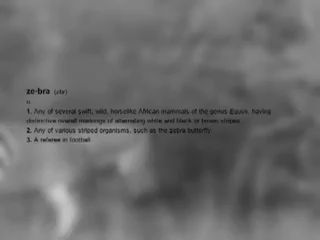 ze·bra
n.
1. Any of several swift, wild, horselike African mammals of the genus Equus, having
distinctive overall markings of alternating white and black or brown stripes.
2. Any of various striped organisms, such as the zebra butterfly.
3. A referee in football.